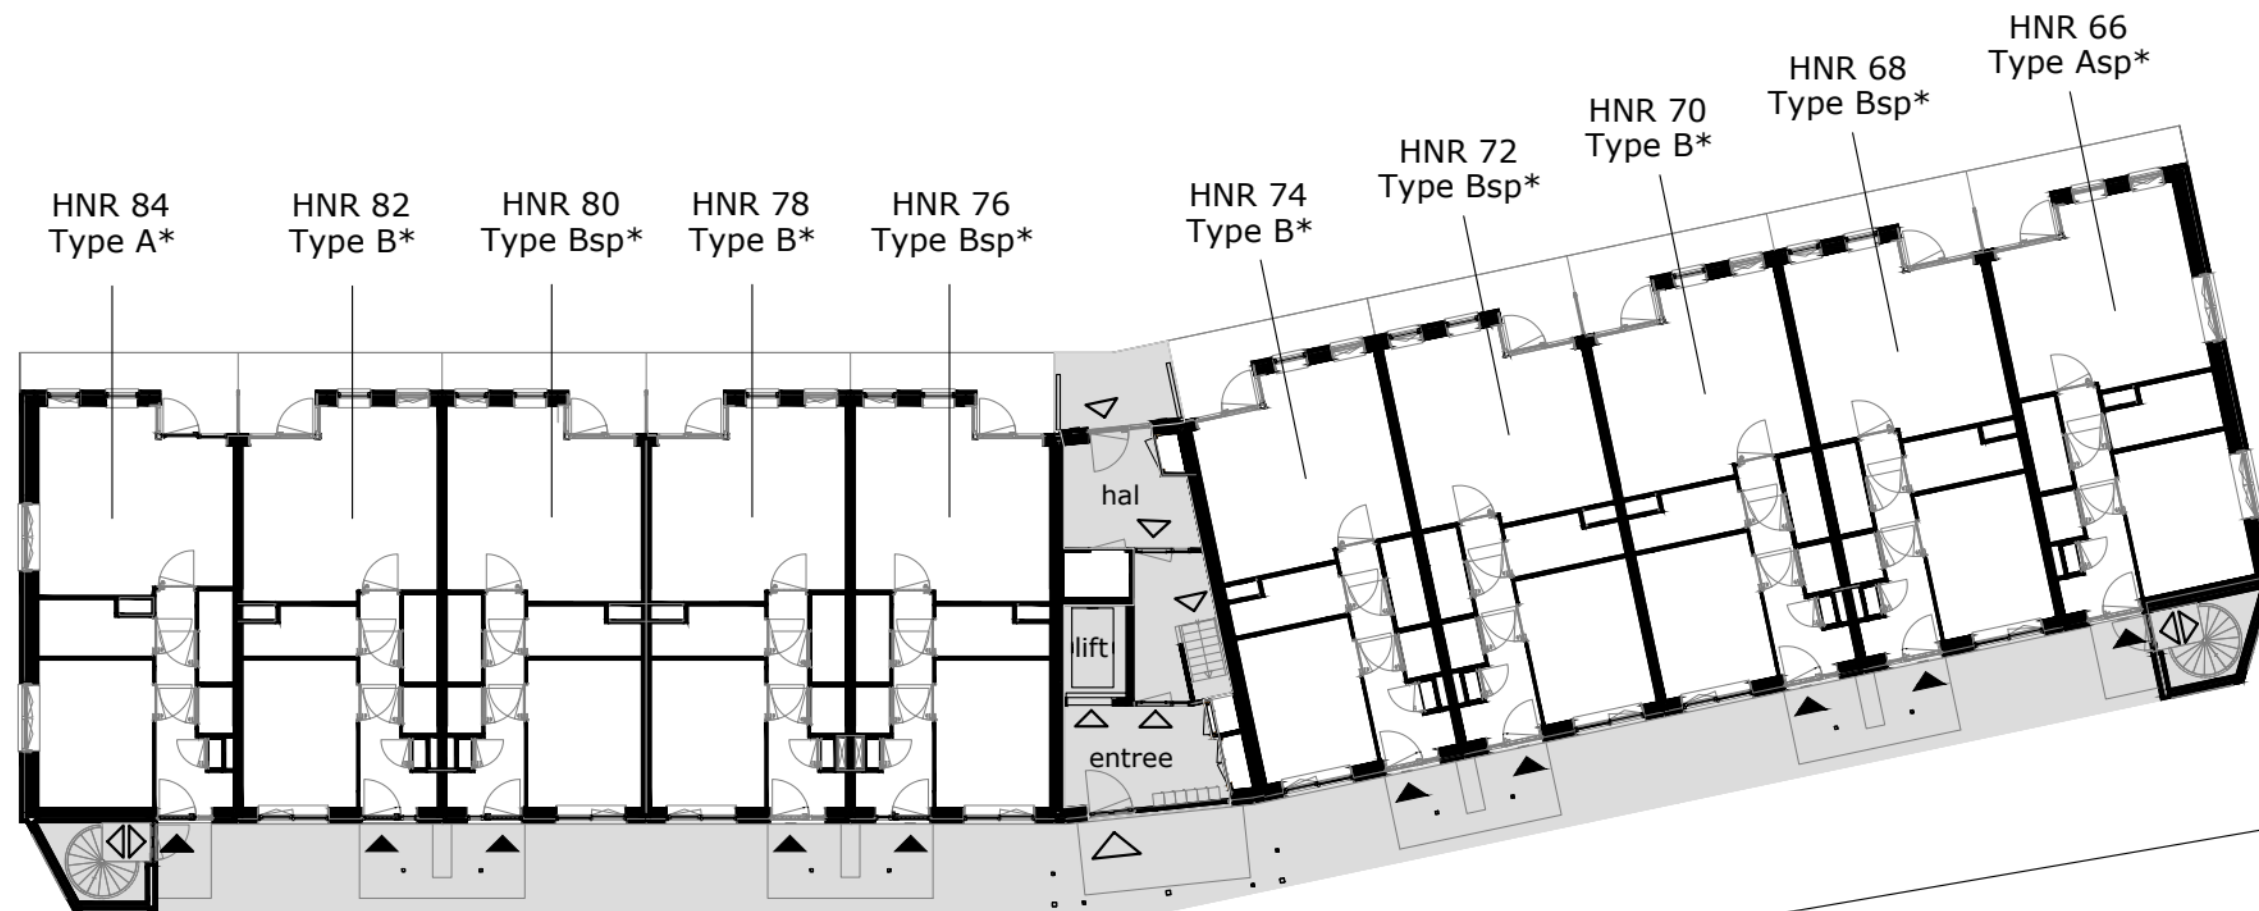 HNR 84
Type A*
HNR 82
Type B*
HNR 80
Type Bsp*
HNR 78
Type B*
HNR 76
Type Bsp*
HNR 74
Type B*
HNR 72
Type Bsp*
HNR 70
Type B*
HNR 68
Type Bsp*
HNR 66
Type Asp*
hal
lift
entree